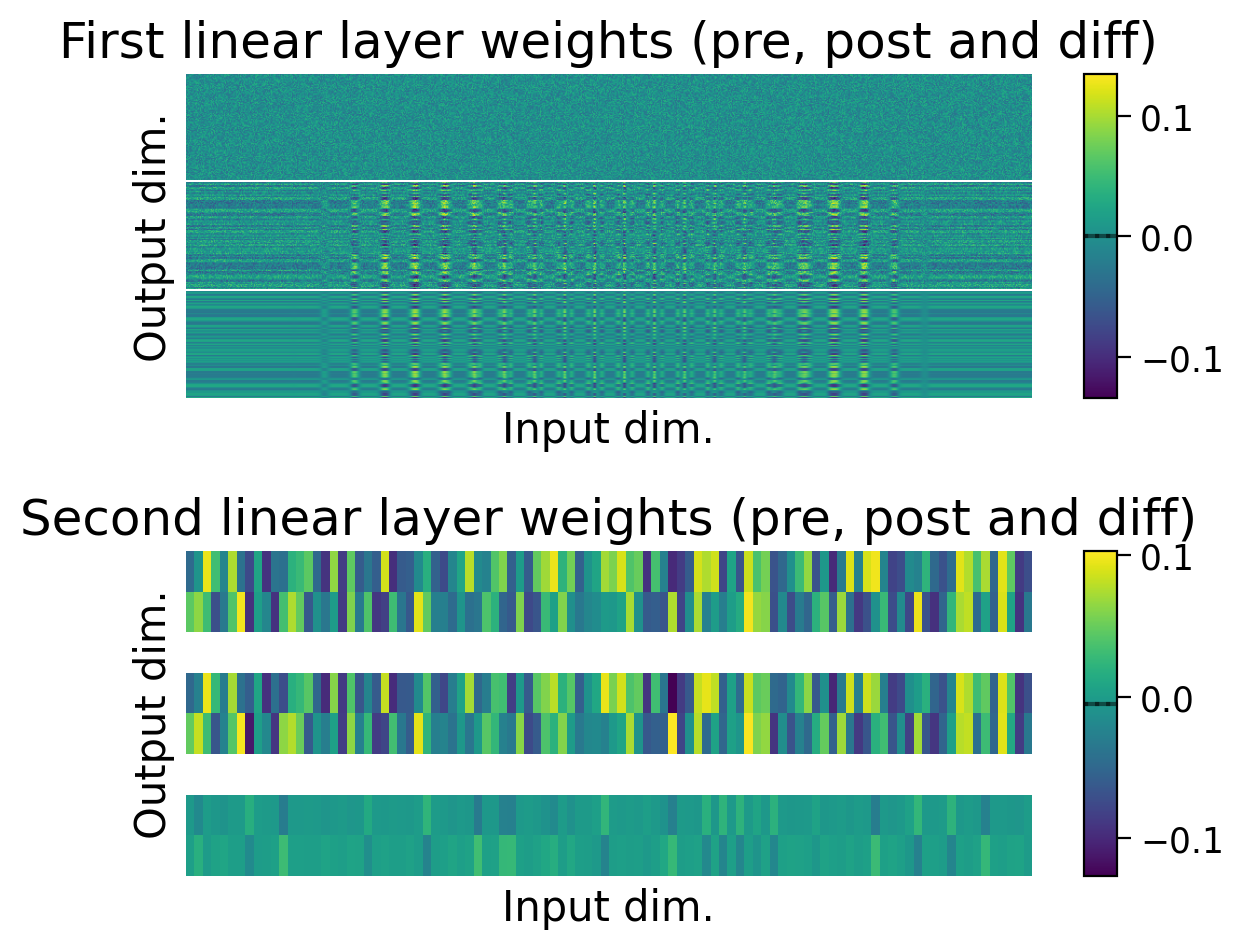 First linear layer weights (pre, post and diff)
Output dim.
0.1
0.0
−0.1
Input dim.
Second linear layer weights (pre, post and diff)
Output dim.
0.1
0.0
−0.1
Input dim.